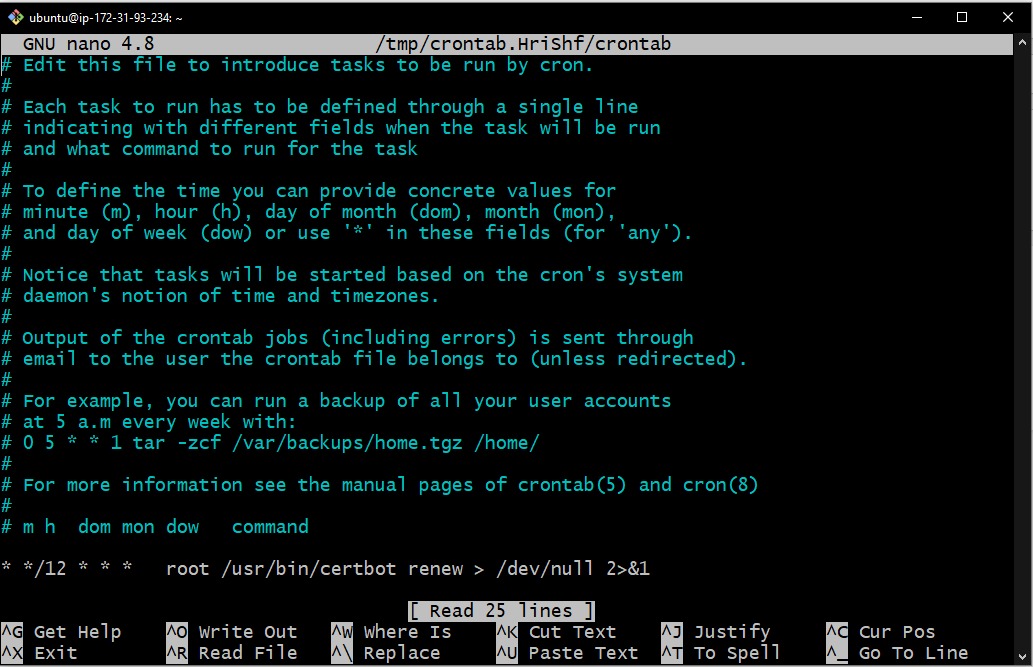 ubuntu@ip-172-31-93-234: ~
GNU nano 4.8 /tmp/crontab.HriShf/crontab
# Edit this file to introduce tasks to be run by cron.
#
# Each task to run has to be defined through a single line
# indicating with different fields when the task will be run
# and what command to run for the task
#
# To define the time you can provide concrete values for
# minute (m), hour (h), day of month (dom), month (mon),
# and day of week (dow) or use '*' in these fields (for 'any').
#
# Notice that tasks will be started based on the cron's system
# daemon's notion of time and timezones.
#
# Output of the crontab jobs (including errors) is sent through
# email to the user the crontab file belongs to (unless redirected).
#
# For example, you can run a backup of all your user accounts
# at 5 a.m every week with:
# 0 5 * * 1 tar -zcf /var/backups/home.tgz /home/
#
# For more information see the manual pages of crontab(5) and cron(8)
#
# m h  dom mon dow   command
* */12 * * *   root /usr/bin/certbot renew > /dev/null 2>&1
[ Read 25 lines ]
^G Get Help ^O Write Out ^W Where Is ^K Cut Text ^J Justify ^C Cur Pos
^X Exit ^R Read File ^\ Replace ^U Paste Text ^T To Spell ^_ Go To Line